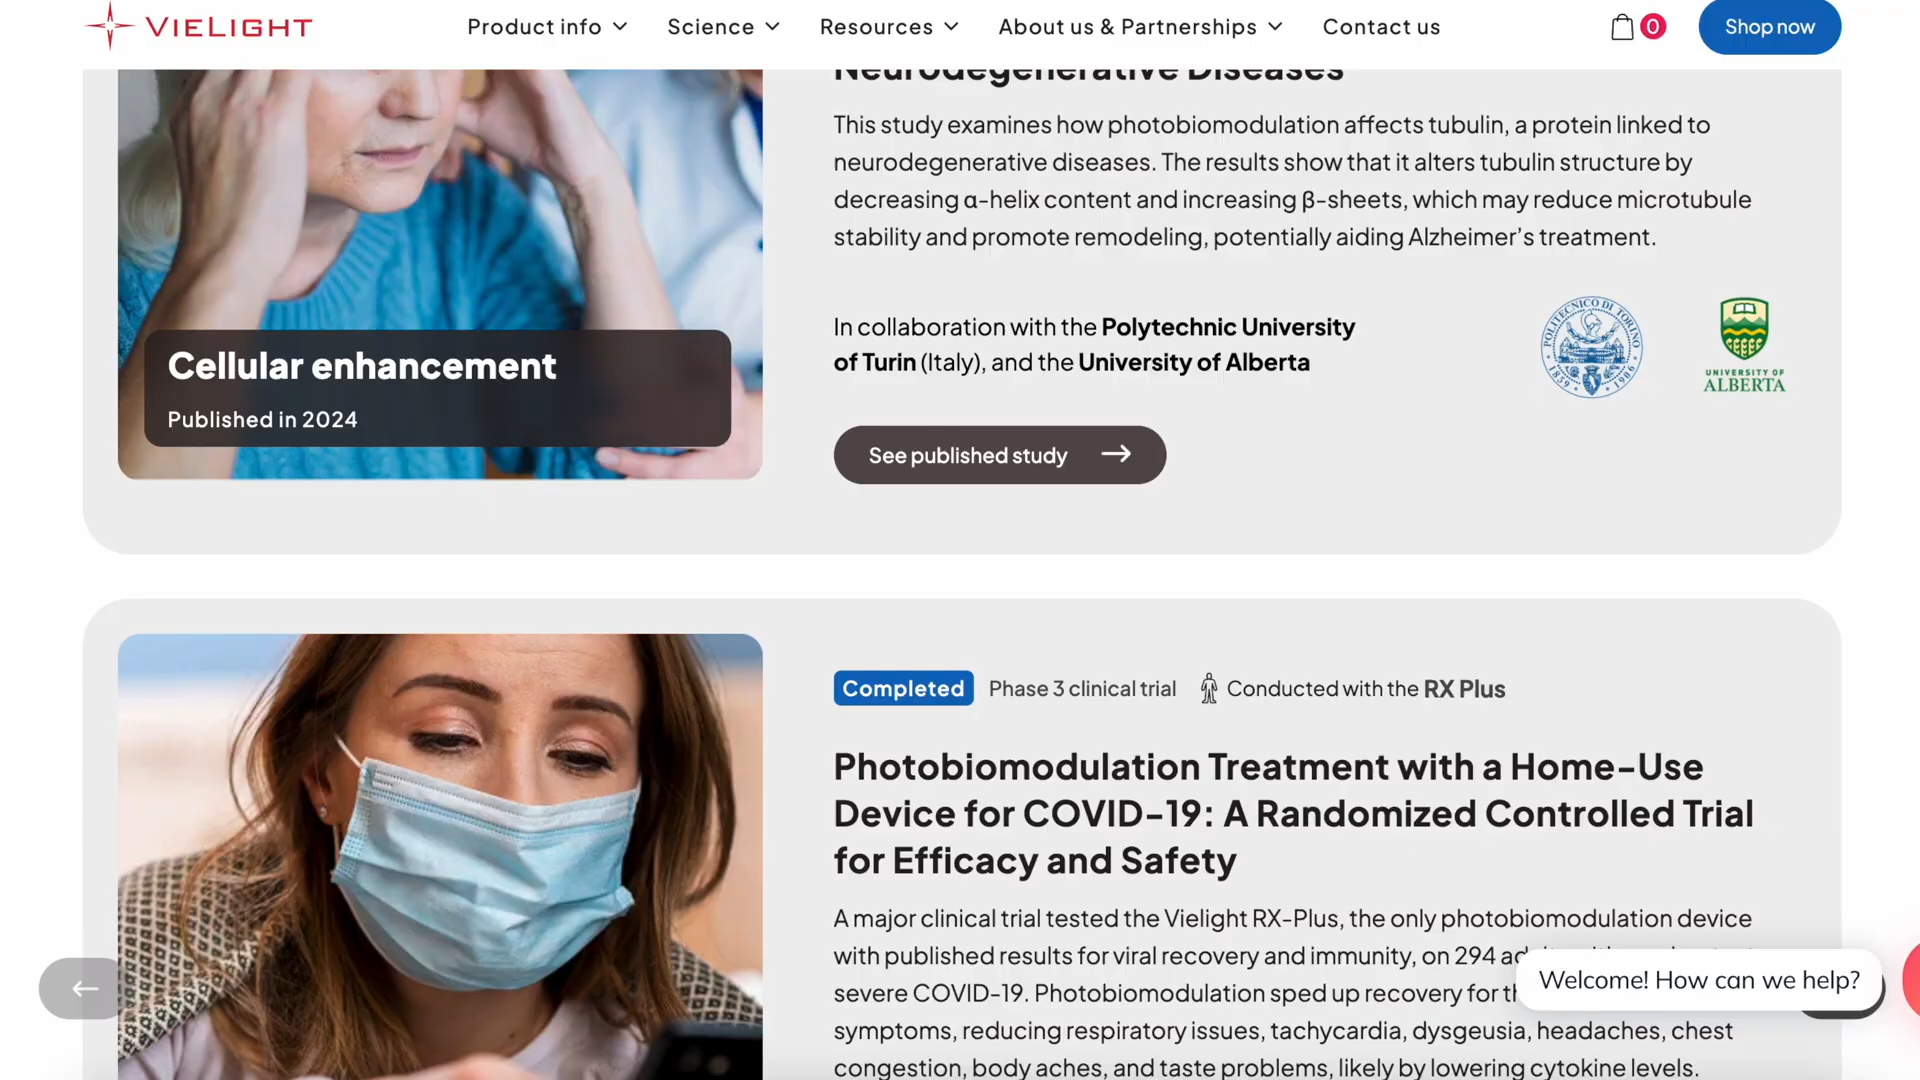 VIELIGHT
Product info
Science
Resources
About us & Partnerships
Contact us
0
Shop now
Neurodegenerative Diseases
This study examines how photobiomodulation affects tubulin, a protein linked to
neurodegenerative diseases. The results show that it alters tubulin structure by
decreasing α-helix content and increasing β-sheets, which may reduce microtubule
stability and promote remodeling, potentially aiding Alzheimer's treatment.
Cellular enhancement
Published in 2024
In collaboration with the Polytechnic University
of Turin (Italy), and the University of Alberta
POLITECNICO DI TORINO
1859 1906
UNIVERSITY OF
ALBERTA
See published study
Completed
Phase 3 clinical trial
Conducted with the RX Plus
Photobiomodulation Treatment with a Home-Use
Device for COVID-19: A Randomized Controlled Trial
for Efficacy and Safety
A major clinical trial tested the Vielight RX-Plus, the only photobiomodulation device
with published results for viral recovery and immunity, on 294
severe COVID-19. Photobiomodulation sped up recovery for
symptoms, reducing respiratory issues, tachycardia, dysgeusia, headaches, chest
congestion, body aches, and taste problems, likely by lowering cytokine levels.
Welcome! How can we help?